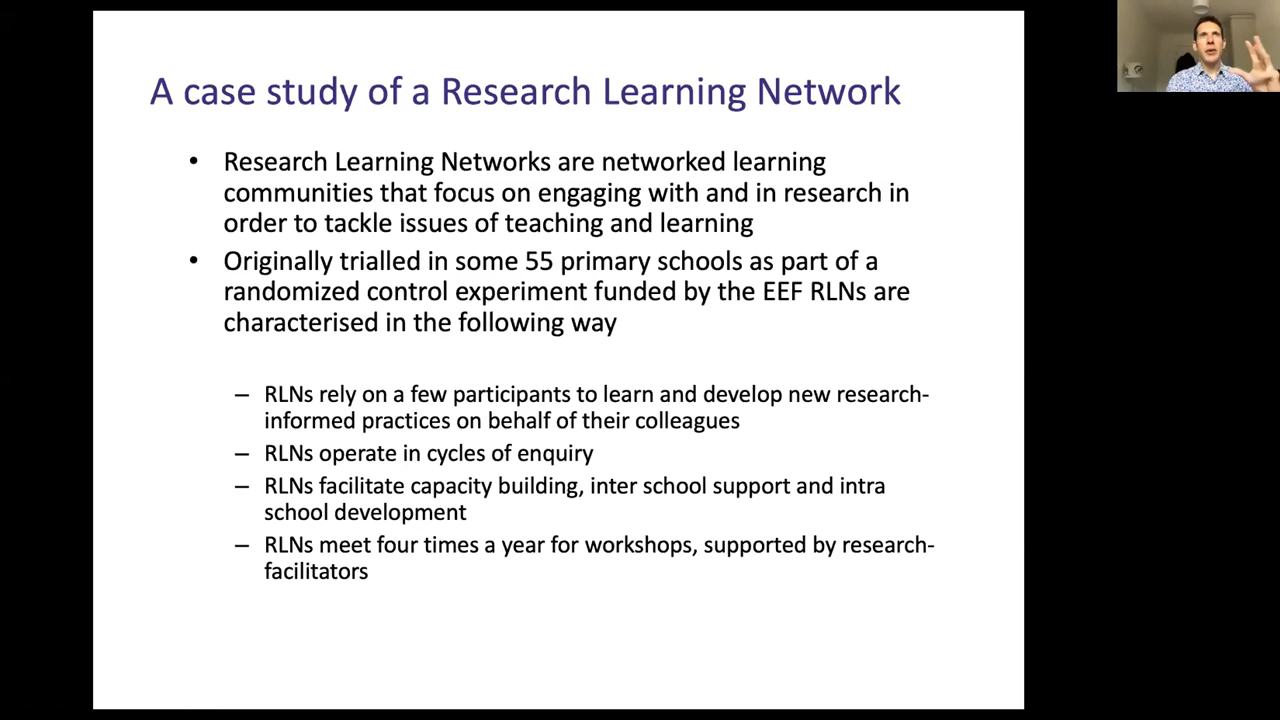 A case study of a Research Learning Network
• Research Learning Networks are networked learning
communities that focus on engaging with and in research in
order to tackle issues of teaching and learning
• Originally trialled in some 55 primary schools as part of a
randomized control experiment funded by the EEF RLNs are
characterised in the following way
– RLNs rely on a few participants to learn and develop new research-
informed practices on behalf of their colleagues
– RLNs operate in cycles of enquiry
– RLNs facilitate capacity building, inter school support and intra
school development
– RLNs meet four times a year for workshops, supported by research-
facilitators